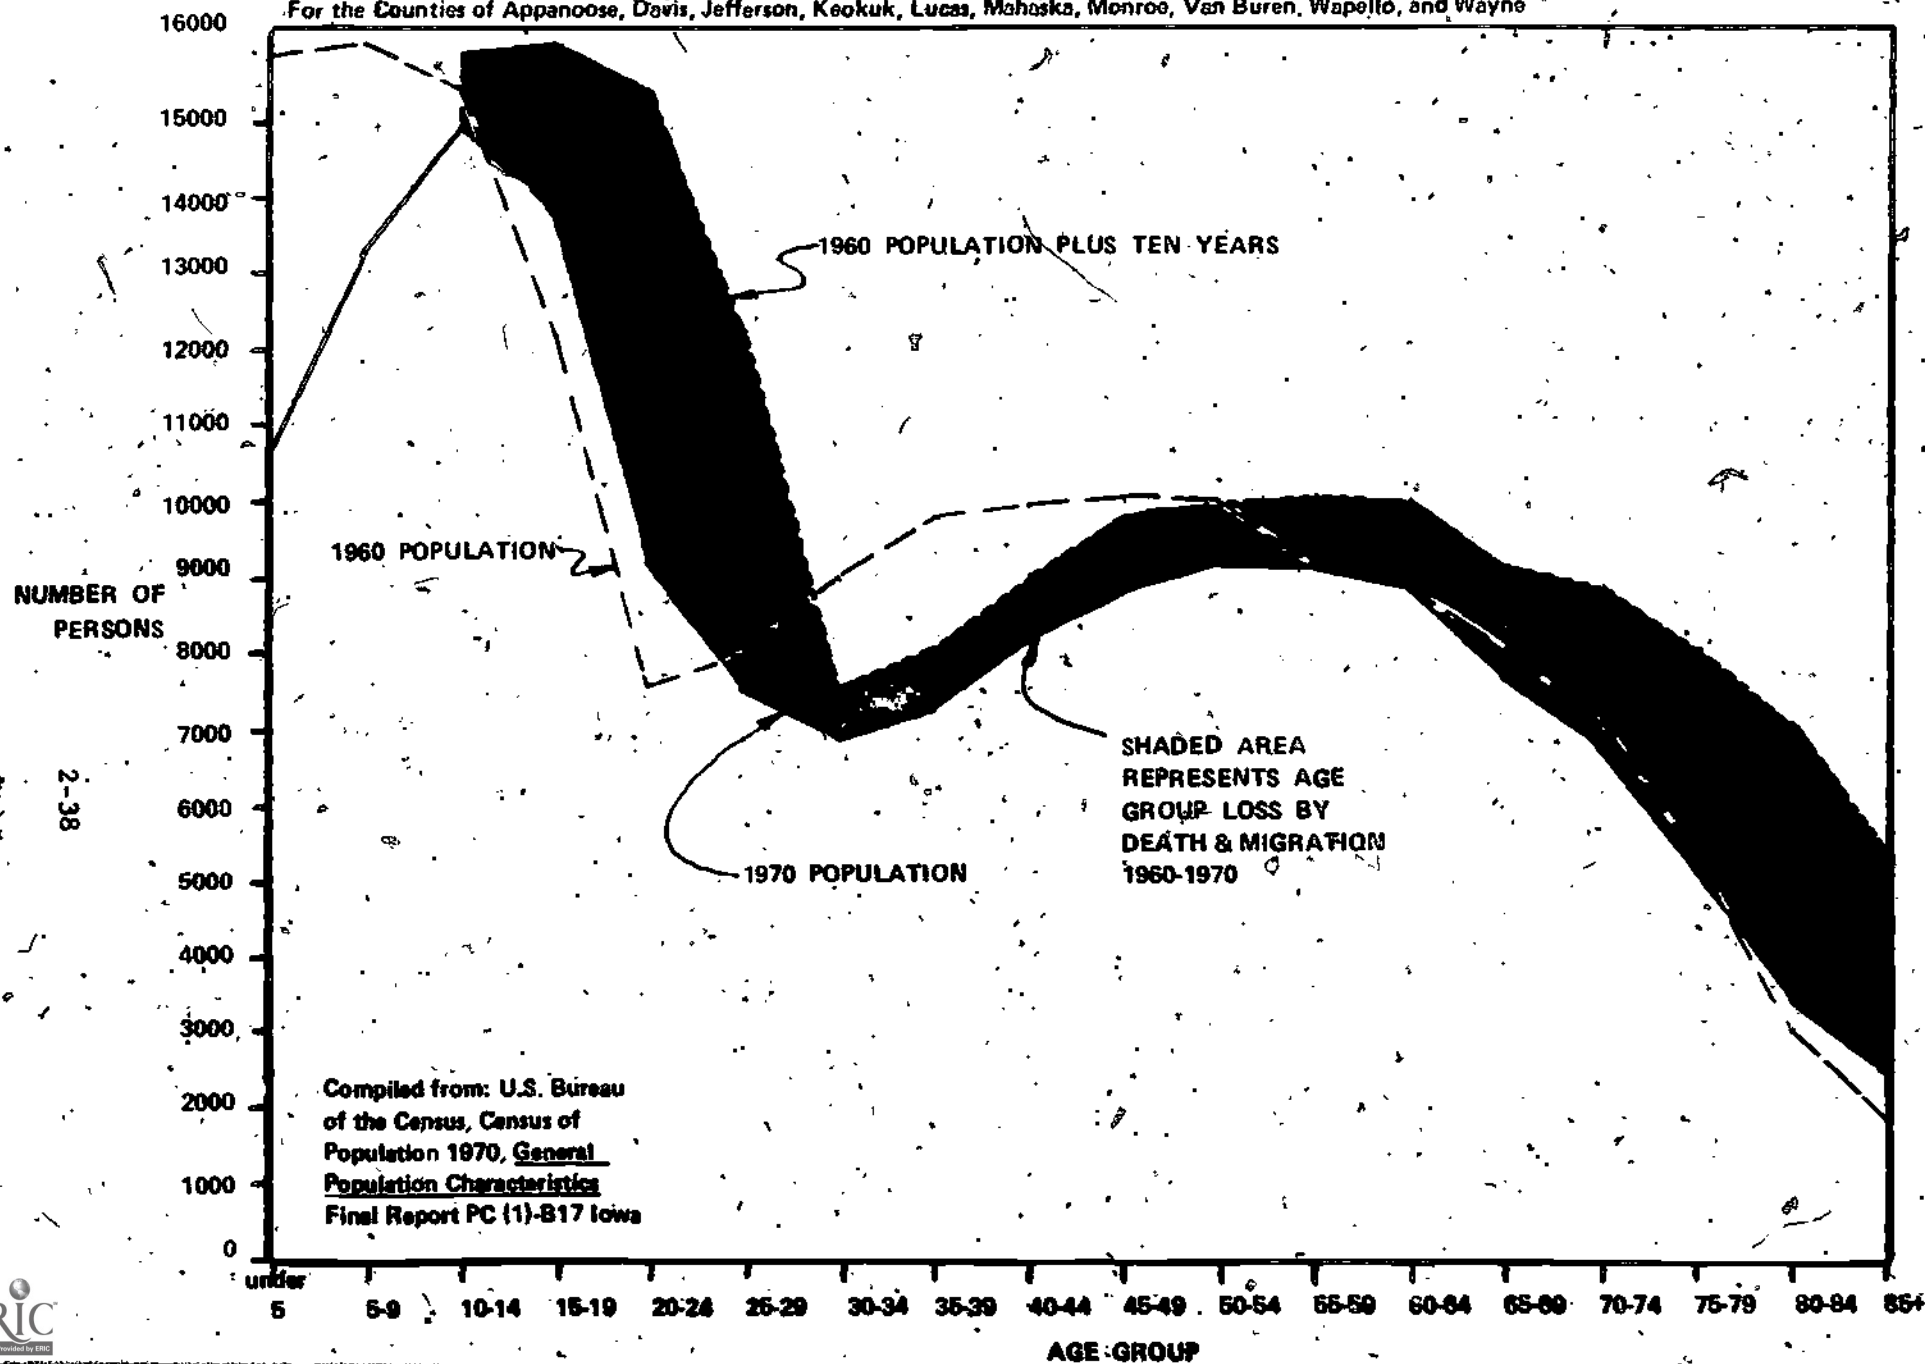 For the Counties of Appanoose, Davis, Jefferson, Keokuk, Lucas, Mahaska, Monroe, Van Buren, Wapello, and Wayne
16000
15000
14000
13000
12000
11000
10000
9000
8000
7000
6000
5000
4000
3000
2000
1000
0
NUMBER OF
PERSONS
1960 POPULATION PLUS TEN YEARS
1960 POPULATION
1970 POPULATION
SHADED AREA
REPRESENTS AGE
GROUP LOSS BY
DEATH & MIGRATION
1960-1970
Compiled from: U.S. Bureau
of the Census, Census of
Population 1970, General
Population Characteristics
Final Report PC (1)-B17 Iowa
under
5 5-9 10-14 15-19 20-24 25-29 30-34 35-39 40-44 45-49 50-54 55-59 60-64 65-69 70-74 75-79 80-84 85+
AGE GROUP
2-38